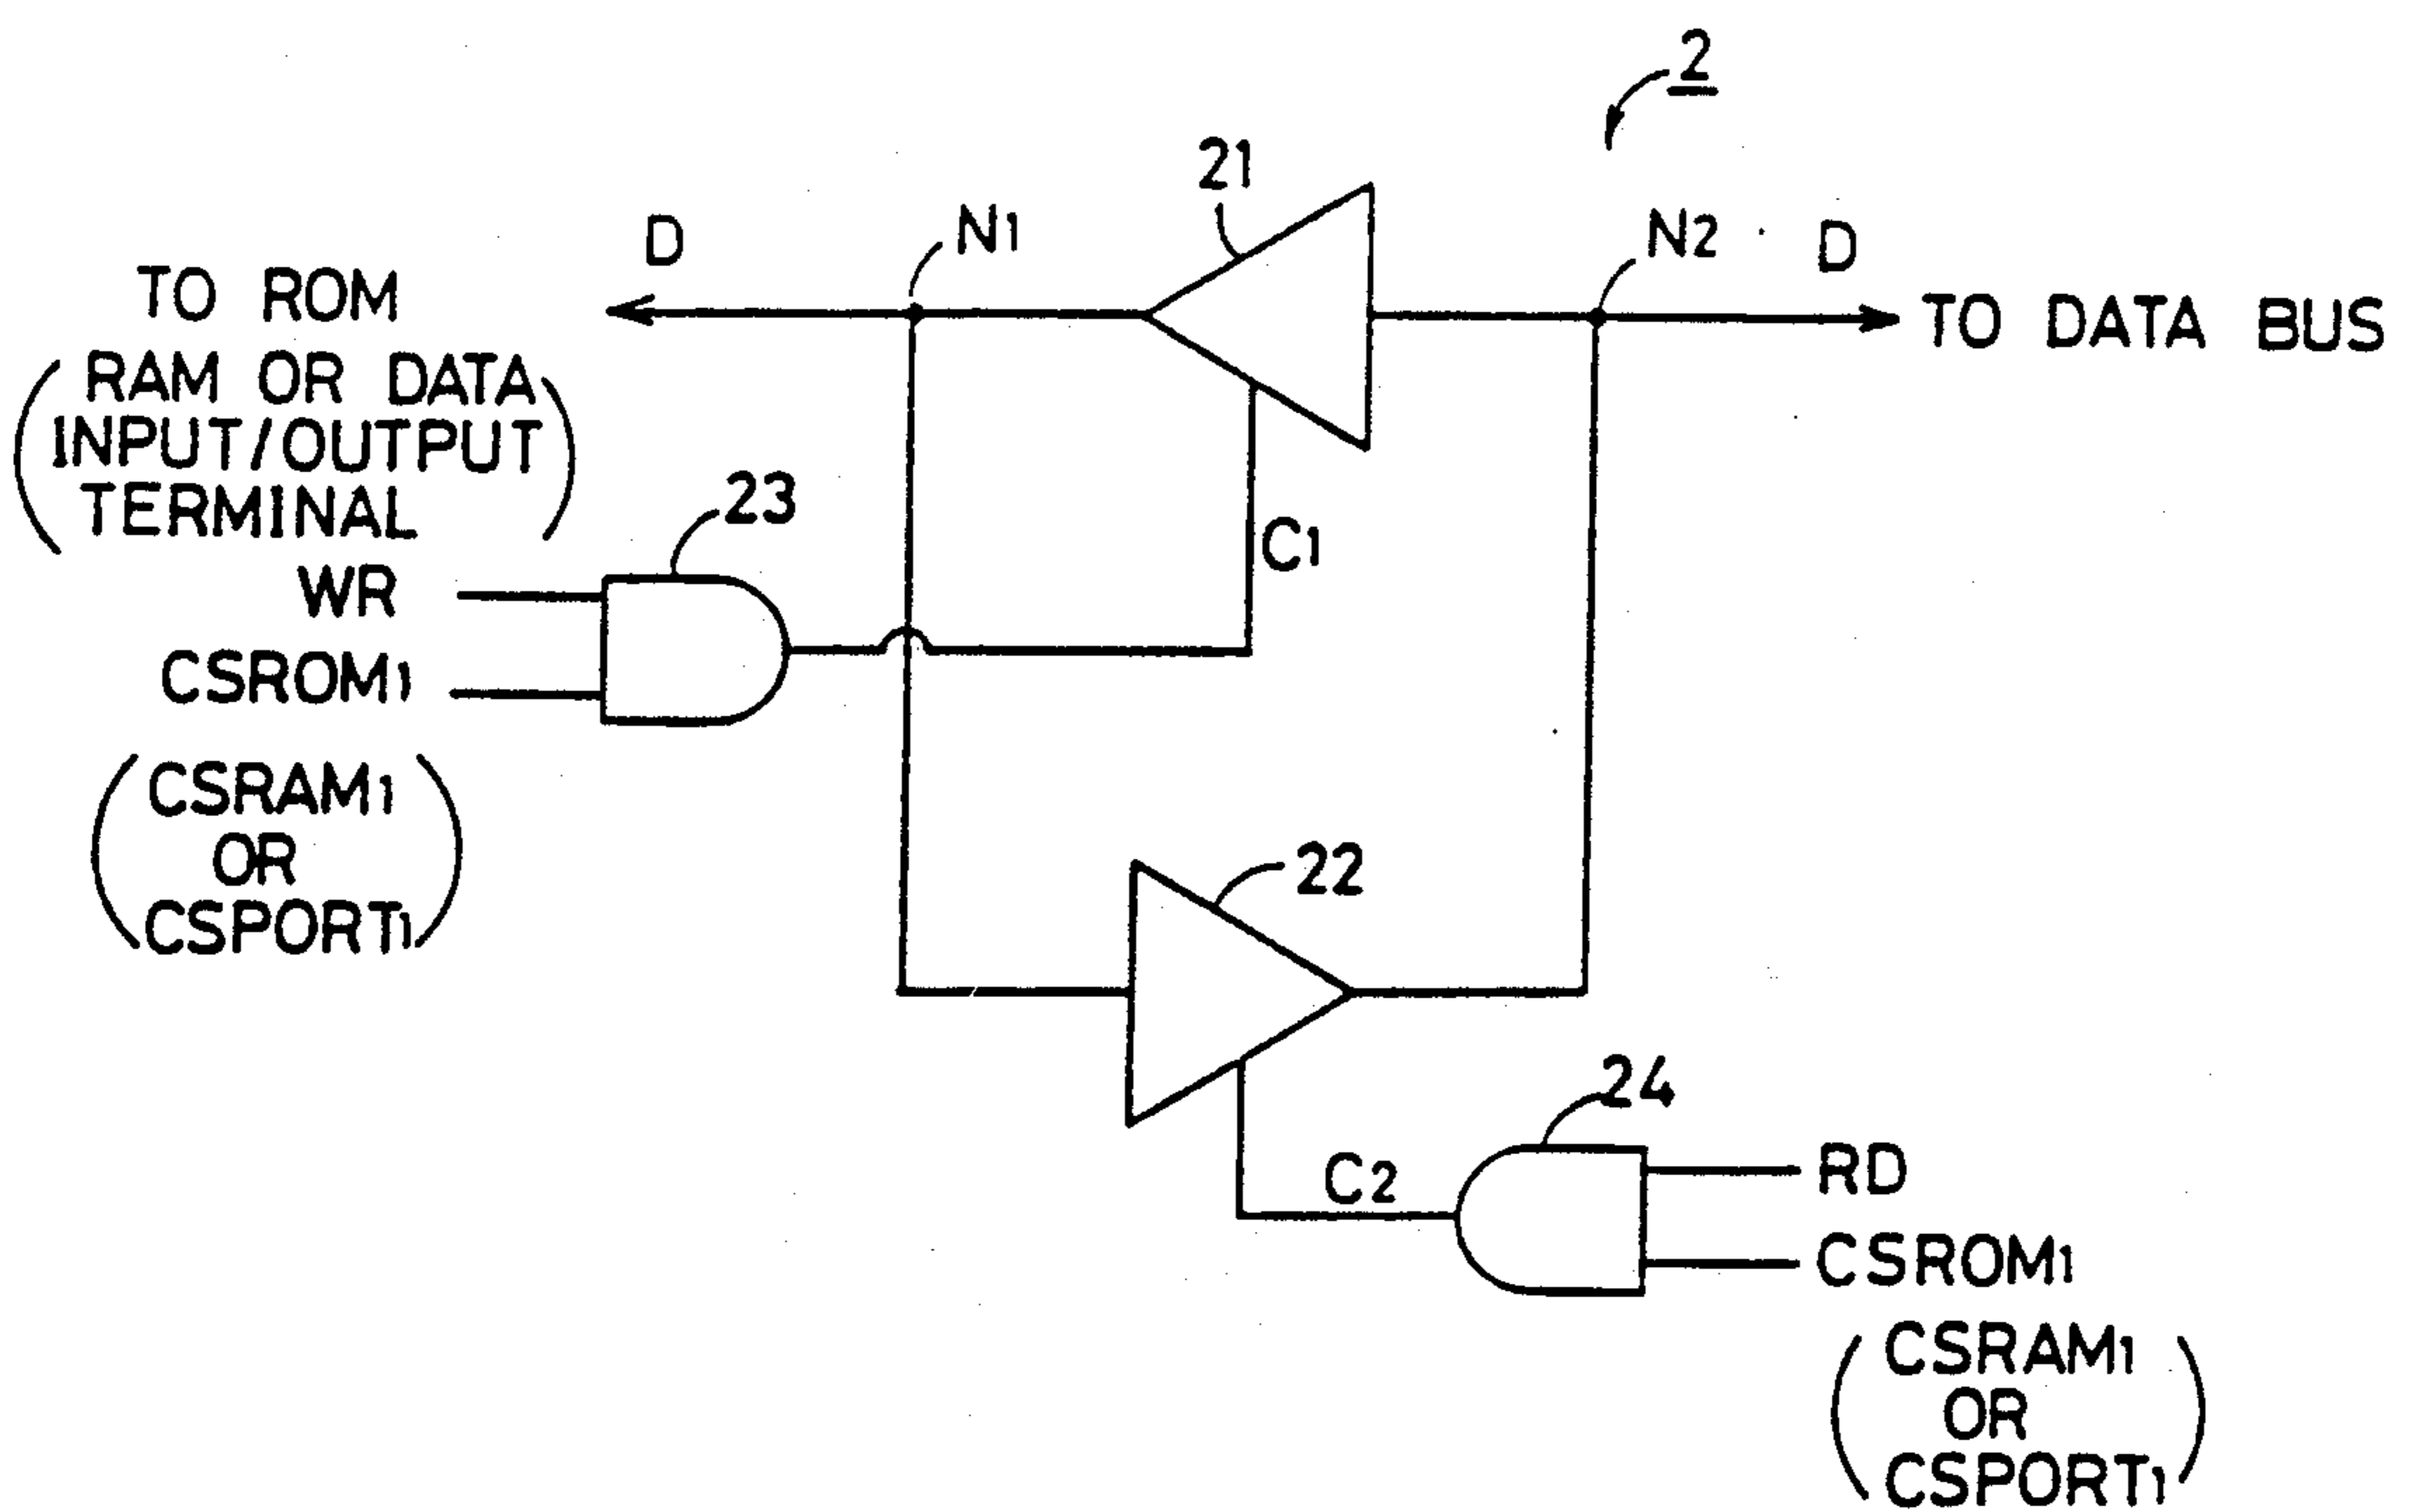 2
21
D
N1
N2
D
TO ROM
TO DATA BUS
(RAM OR DATA
INPUT/OUTPUT
TERMINAL)
23
C1
WR
CSROM1
(CSRAM1
OR
CSPORT1)
22
24
C2
RD
CSROM1
(CSRAM1
OR
CSPORT1)